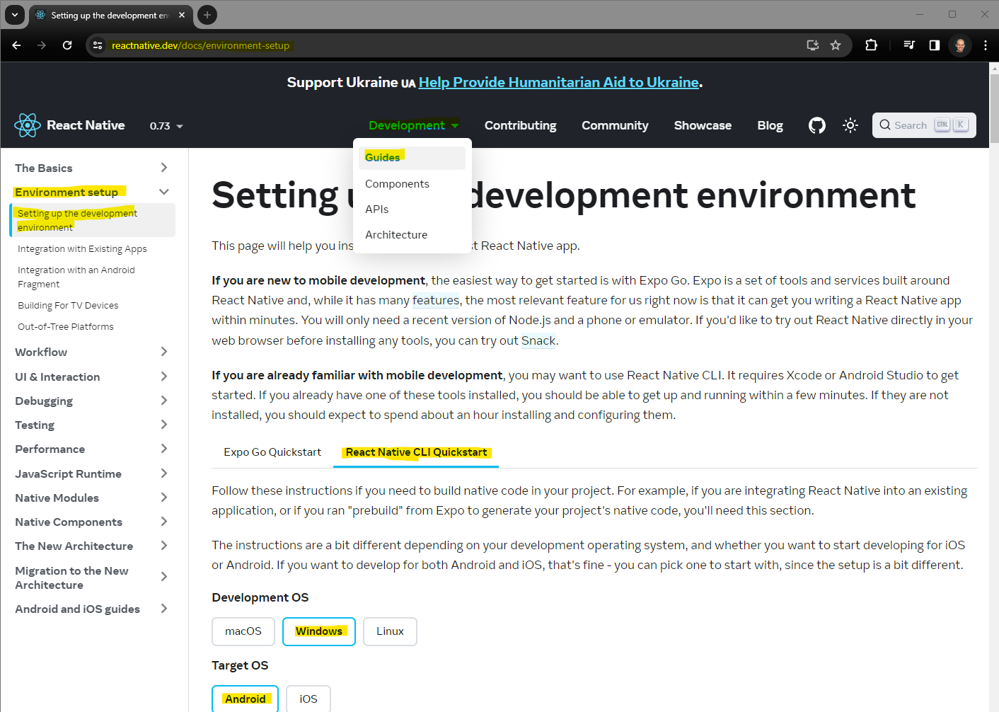 Setting up the development en
reactnative.dev/docs/environment-setup
Support Ukraine UA Help Provide Humanitarian Aid to Ukraine.
React Native
0.73
Development
Contributing
Community
Showcase
Blog
Search
CTRL
K
Guides
Components
APIs
Architecture
The Basics
Environment setup
Setting up the development
environment
Integration with Existing Apps
Integration with an Android
Fragment
Building For TV Devices
Out-of-Tree Platforms
Workflow
UI & Interaction
Debugging
Testing
Performance
JavaScript Runtime
Native Modules
Native Components
The New Architecture
Migration to the New
Architecture
Android and iOS guides
Setting development environment
This page will help you ins st React Native app.
If you are new to mobile development, the easiest way to get started is with Expo Go. Expo is a set of tools and services built around
React Native and, while it has many features, the most relevant feature for us right now is that it can get you writing a React Native app
within minutes. You will only need a recent version of Node.js and a phone or emulator. If you'd like to try out React Native directly in your
web browser before installing any tools, you can try out Snack.
If you are already familiar with mobile development, you may want to use React Native CLI. It requires Xcode or Android Studio to get
started. If you already have one of these tools installed, you should be able to get up and running within a few minutes. If they are not
installed, you should expect to spend about an hour installing and configuring them.
Expo Go Quickstart
React Native CLI Quickstart
Follow these instructions if you need to build native code in your project. For example, if you are integrating React Native into an existing
application, or if you ran "prebuild" from Expo to generate your project's native code, you'll need this section.
The instructions are a bit different depending on your development operating system, and whether you want to start developing for iOS
or Android. If you want to develop for both Android and iOS, that's fine - you can pick one to start with, since the setup is a bit different.
Development OS
macOS
Windows
Linux
Target OS
Android
iOS